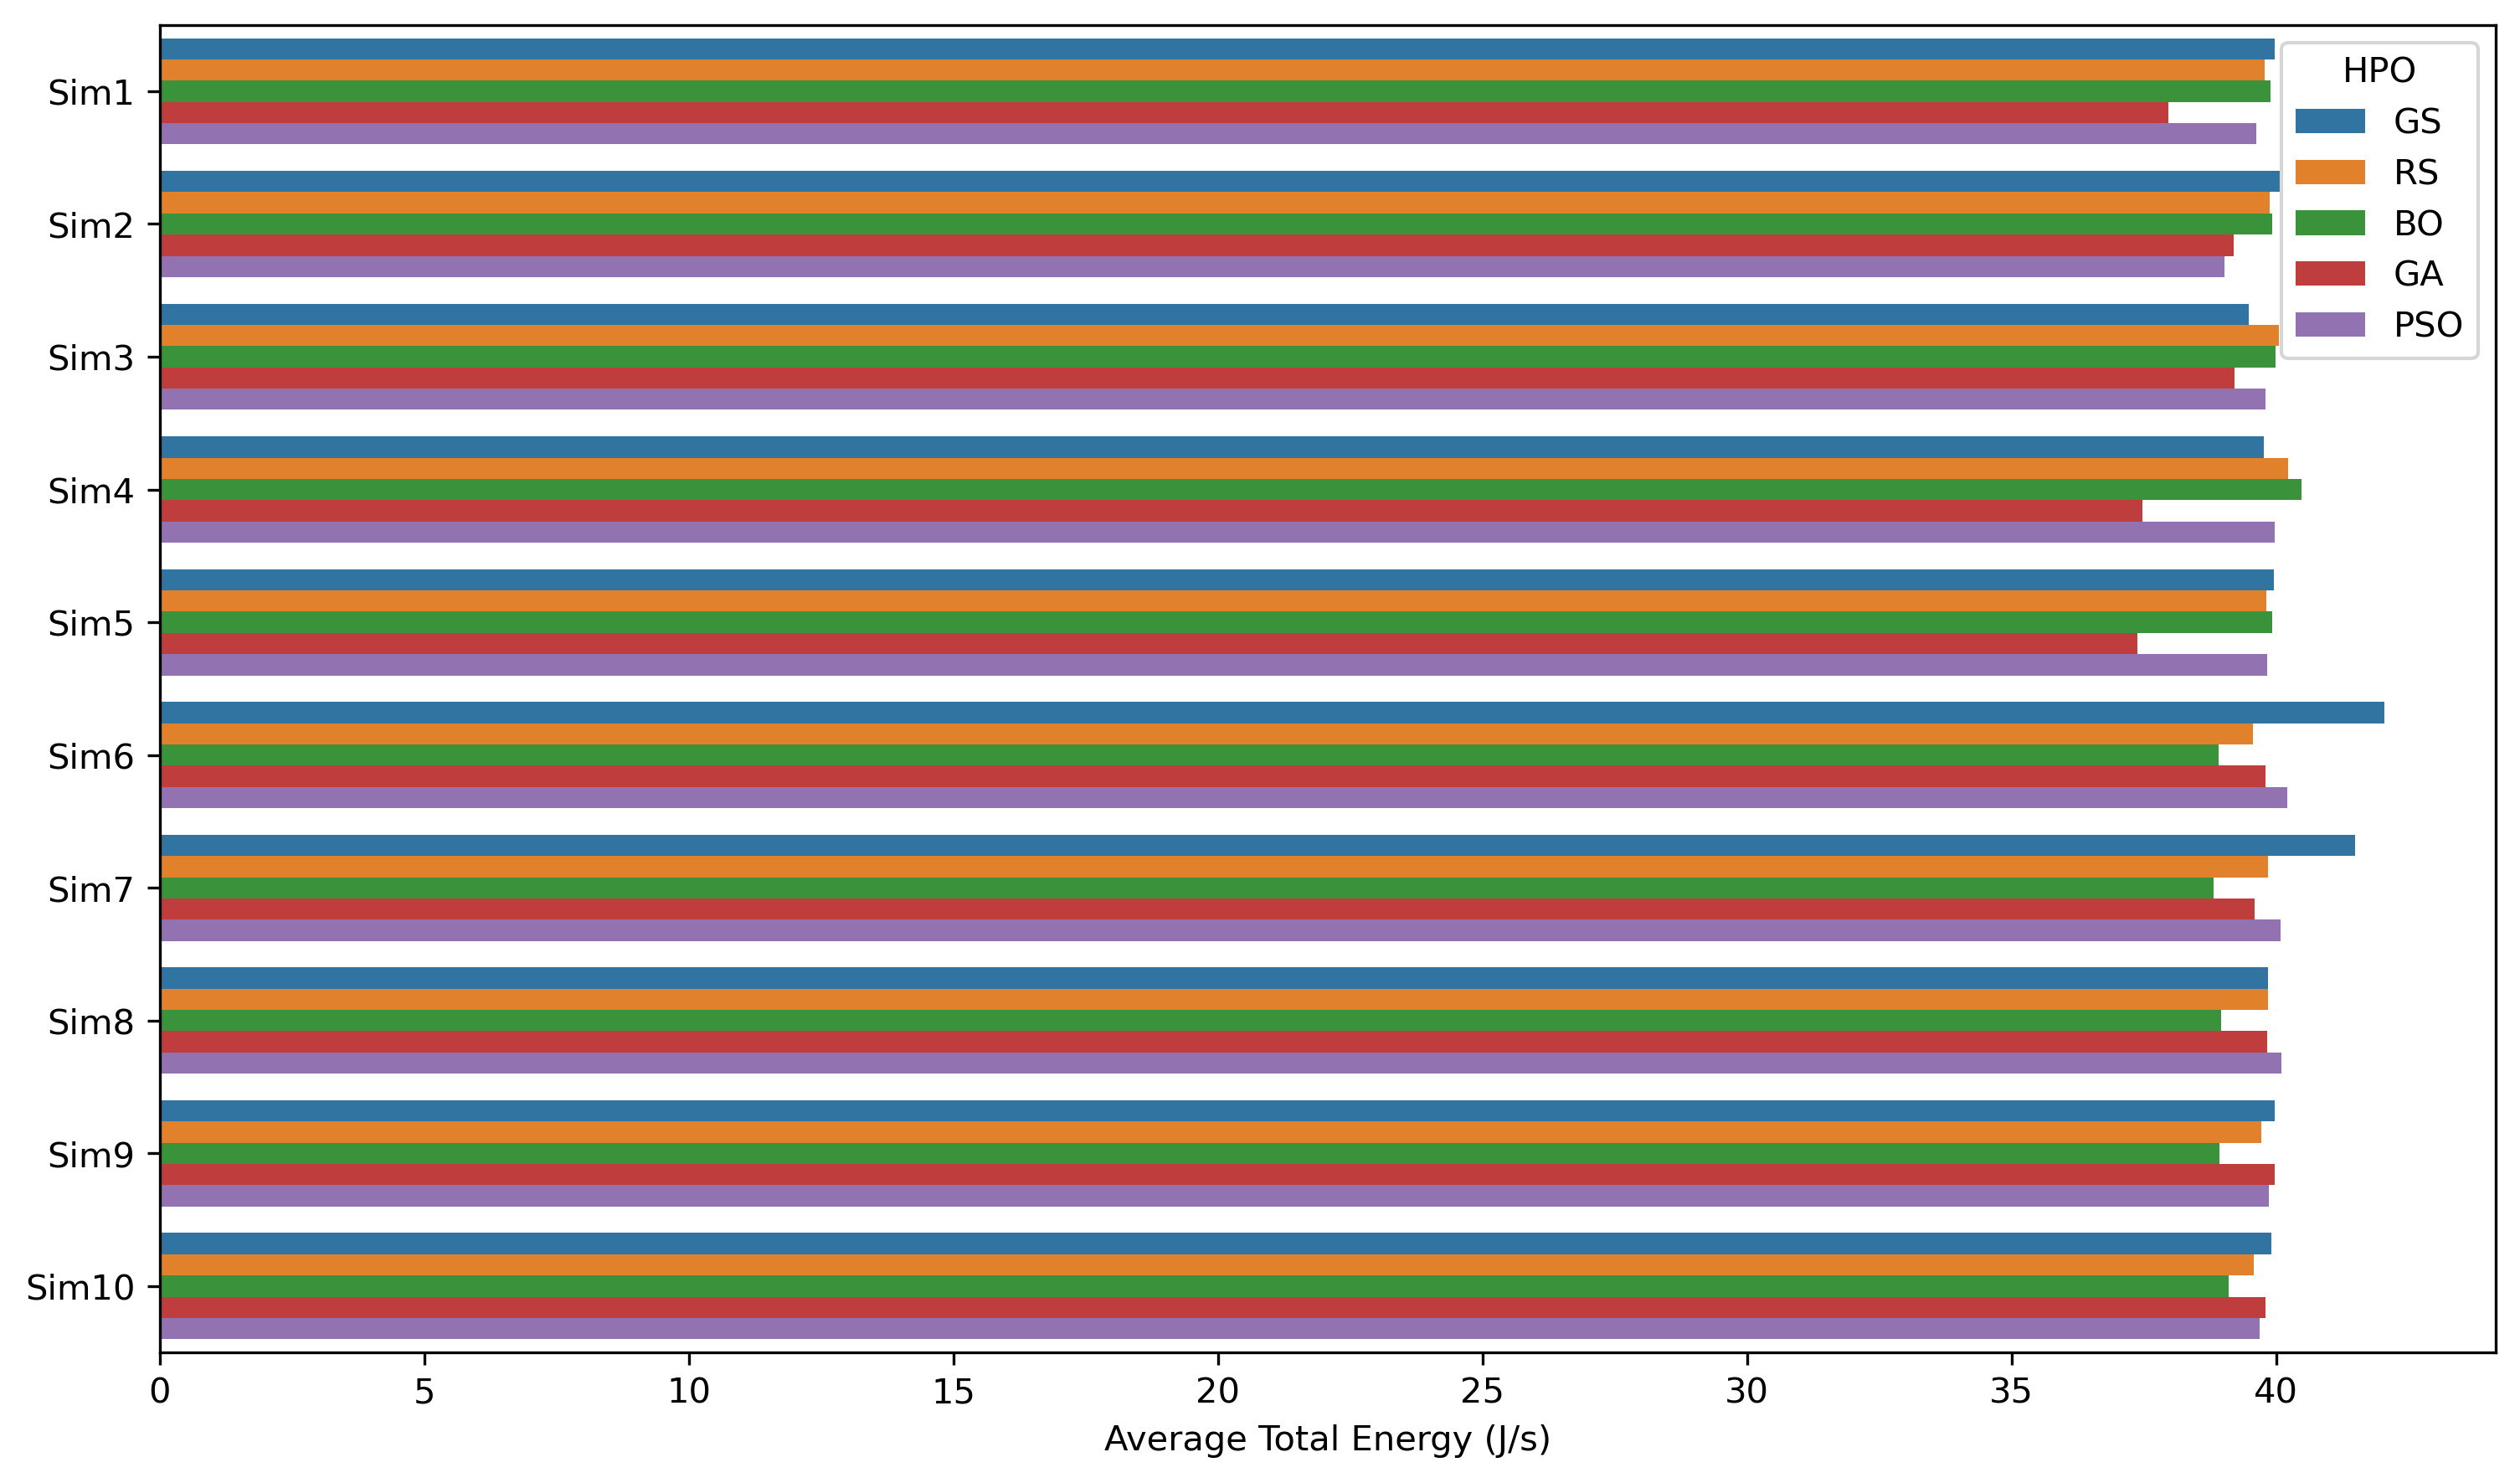 Sim1
Sim2
Sim3
Sim4
Sim5
Sim6
Sim7
Sim8
Sim9
Sim10
HPO
GS
RS
BO
GA
PSO
0 5 10 15 20 25 30 35 40
Average Total Energy (J/s)